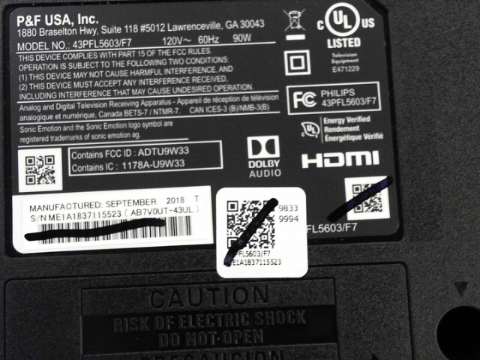 P&F USA, Inc.
1880 Braselton Hwy, Suite 118 #5012 Lawrenceville, GA 30043
MODEL NO.: 43PFL5603/F7 120V~ 60Hz 90W
THIS DEVICE COMPLIES WITH PART 15 OF THE FCC RULES.
OPERATION IS SUBJECT TO THE FOLLOWING TWO CONDITIONS:
(1) THIS DEVICE MAY NOT CAUSE HARMFUL INTERFERENCE, AND
(2) THIS DEVICE MUST ACCEPT ANY INTERFERENCE RECEIVED,
INCLUDING INTERFERENCE THAT MAY CAUSE UNDESIRED OPERATION.
Analog and Digital Television Receiving Apparatus - Appareil de réception de télévision
analogique et numérique, Canada BETS-7 / NTMR-7. CAN ICES-3 (B)/NMB-3(B)
Sonic Emotion and the Sonic Emotion logo symbol are
registered trademarks of sonic emotion ag.
c UL US
LISTED
Television
Equipment
E471229
FC
PHILIPS
43PFL5603/F7
UL
Energy Verified
Énergétique Vérifié
Contains FCC ID : ADTU9W33
Contains IC : 1178A-U9W33
DOLBY
AUDIO
HDMI
MANUFACTURED: SEPTEMBER 2018 T
S/N ME1A1837115523 ( AB7V0UT-43UL )
9833
9994
PFL5603/F7
ME1A1837115523
PFL5603/F7
CAUTION
RISK OF ELECTRIC SHOCK
DO NOT OPEN